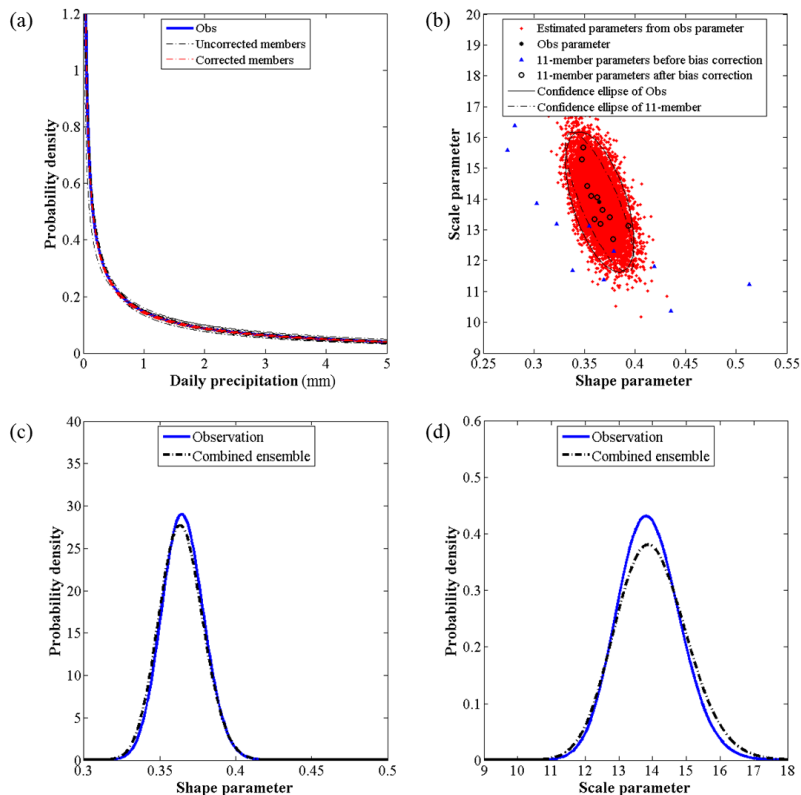 (a)
1.2
1
0.8
0.6
0.4
0.2
0
Probability density
Obs
Uncorrected members
Corrected members
0 1 2 3 4 5
Daily precipitation (mm)
(b)
20
19
18
17
16
15
14
13
12
11
10
9
Scale parameter
Estimated parameters from obs parameter
Obs parameter
11-member parameters before bias correction
11-member parameters after bias correction
Confidence ellipse of Obs
Confidence ellipse of 11-member
0.25 0.3 0.35 0.4 0.45 0.5 0.55
Shape parameter
(c)
40
35
30
25
20
15
10
5
0
Probability density
Observation
Combined ensemble
0.3 0.35 0.4 0.45 0.5
Shape parameter
(d)
0.6
0.5
0.4
0.3
0.2
0.1
0
Probability density
Observation
Combined ensemble
9 10 11 12 13 14 15 16 17 18
Scale parameter